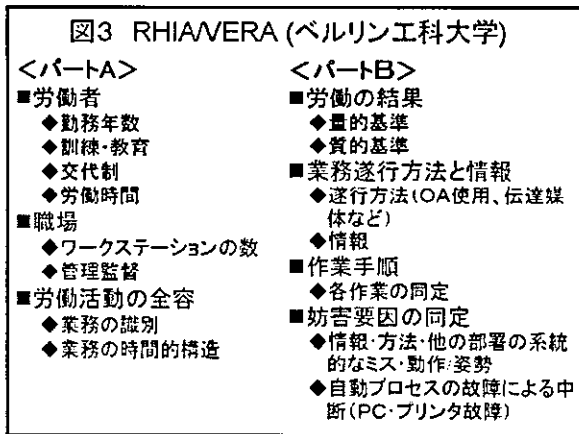 図3 RHIA/VERA (ベルリン工科大学)
＜パートA＞
■労働者
◆勤務年数
◆訓練・教育
◆交代制
◆労働時間
■職場
◆ワークステーションの数
◆管理監督
■労働活動の全容
◆業務の識別
◆業務の時間的構造
＜パートB＞
■労働の結果
◆量的基準
◆質的基準
■業務遂行方法と情報
◆遂行方法(OA使用、伝達媒
体など)
◆情報
■作業手順
◆各作業の同定
■妨害要因の同定
◆情報・方法・他の部署の系統
的なミス・動作・姿勢
◆自動プロセスの故障による中
断(PC・プリンタ故障)